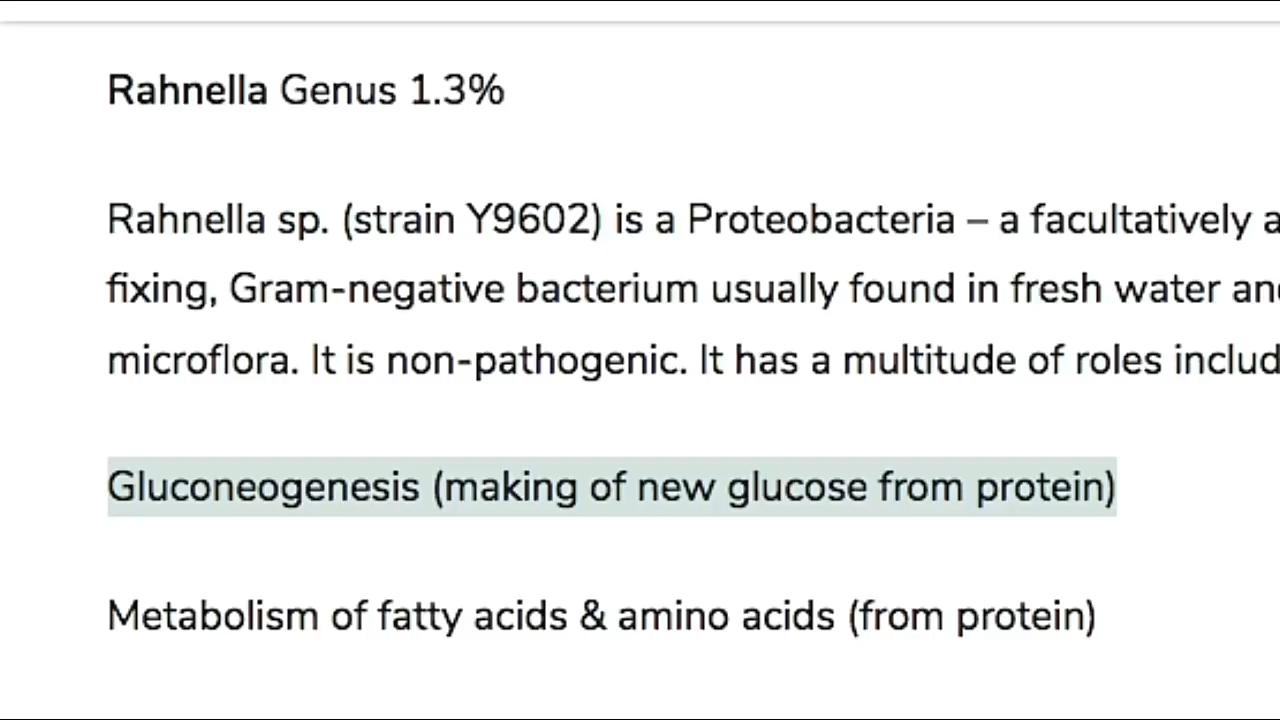 Rahnella Genus 1.3%
Rahnella sp. (strain Y9602) is a Proteobacteria – a facultatively
fixing, Gram-negative bacterium usually found in fresh water
microflora. It is non-pathogenic. It has a multitude of roles
Gluconeogenesis (making of new glucose from protein)
Metabolism of fatty acids & amino acids (from protein)